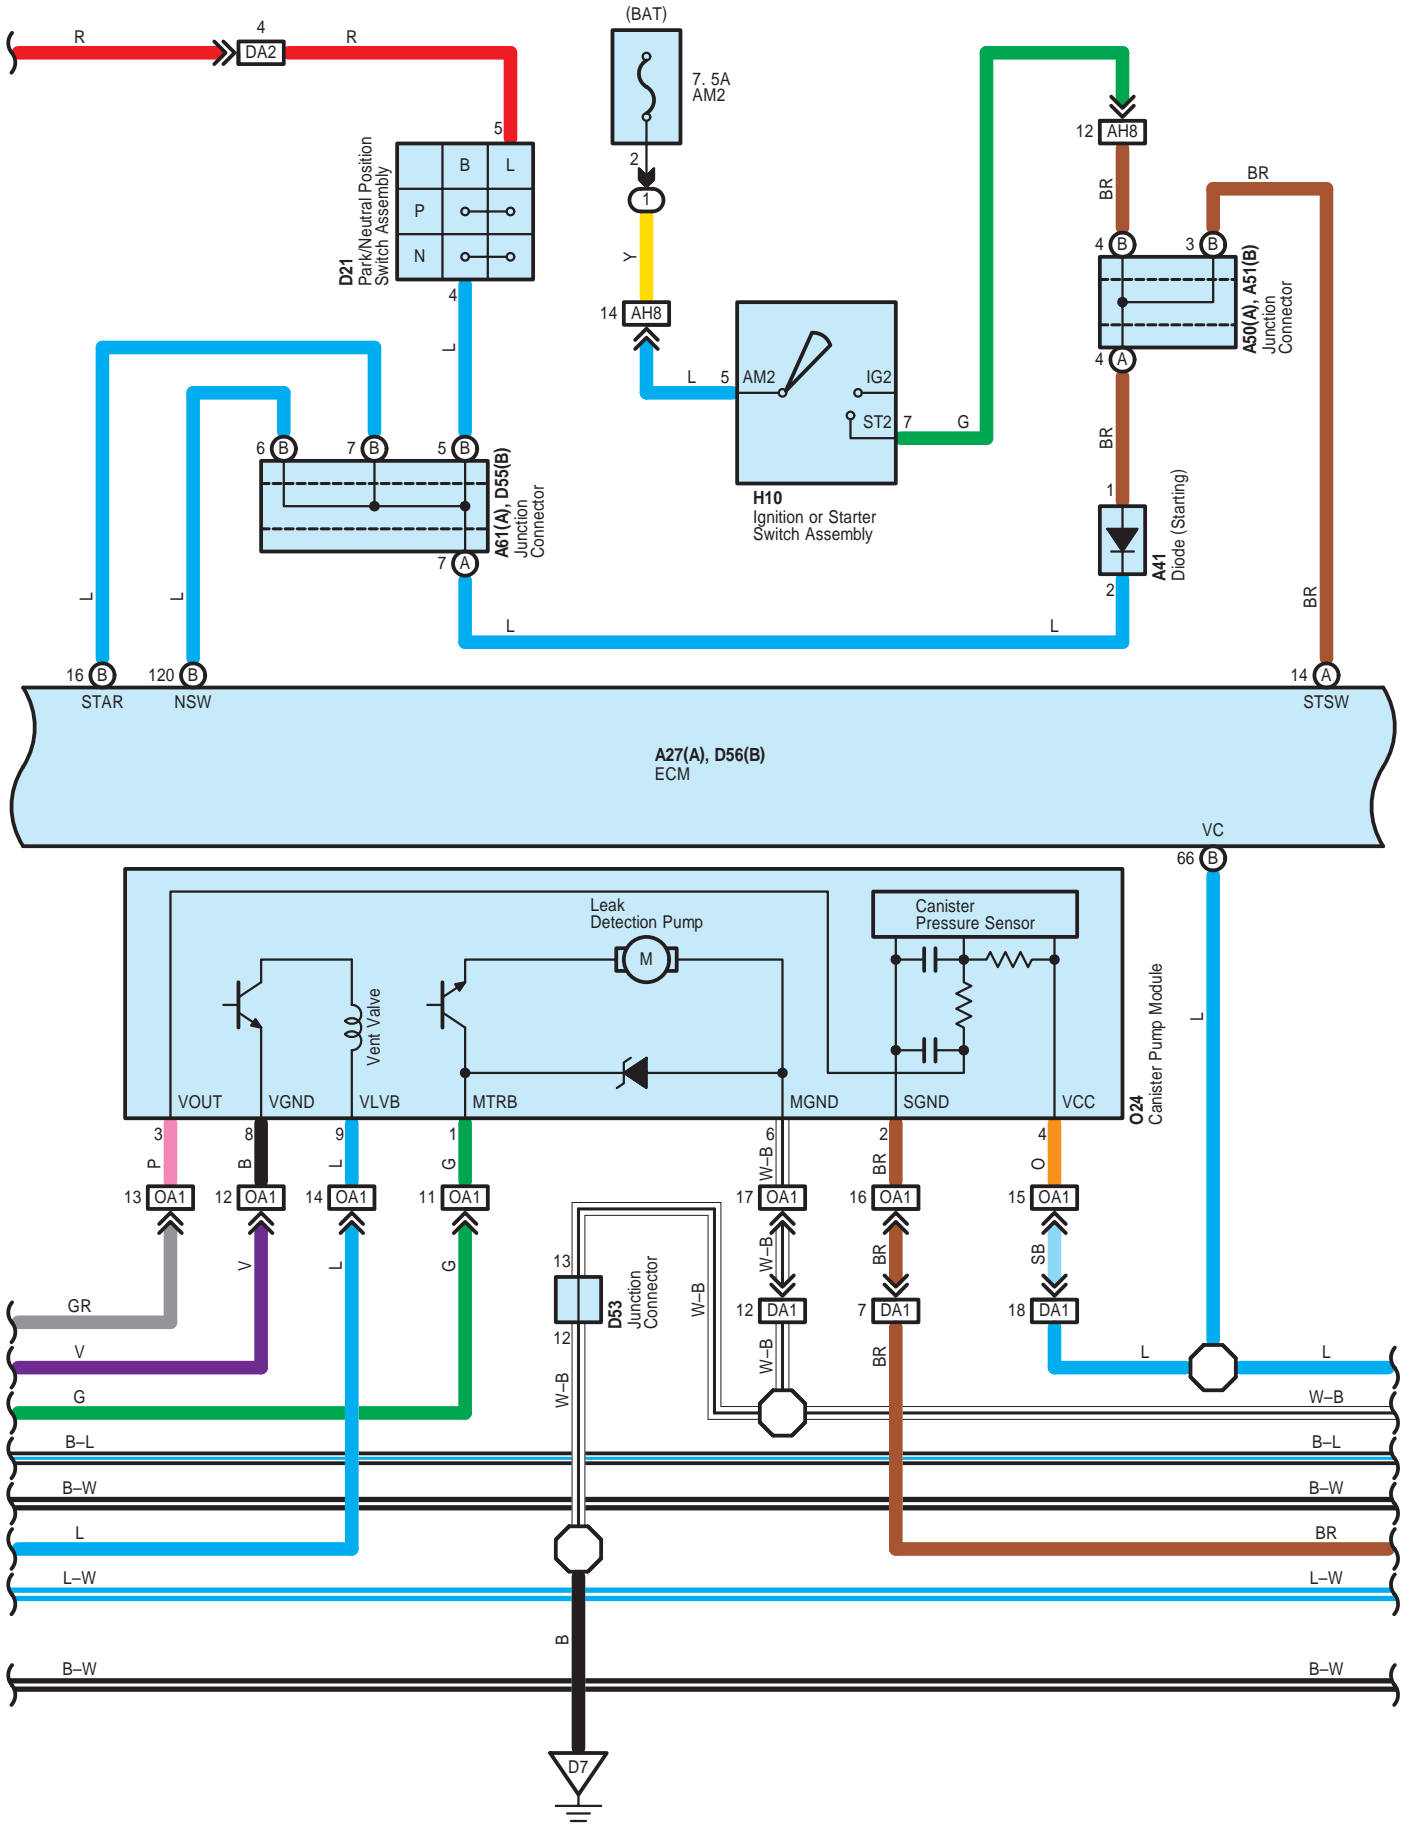 (BAT)
R
4
DA2
R
7. 5A
AM2
5
B
L
P
N
D21
Park/Neutral Position
Switch Assembly
4
L
2
1
Y
14
AH8
L
5
AM2
IG2
ST2
7
G
H10
Ignition or Starter
Switch Assembly
12
AH8
BR
BR
4
B
3
B
A50(A), A51(B)
Junction
Connector
4
A
BR
1
A41
Diode (Starting)
2
BR
6
B
7
B
5
B
A61(A), D55(B)
Junction
Connector
7
A
L
L
L
L
16
B
120
B
14
A
STAR
NSW
STSW
A27(A), D56(B)
ECM
VC
66
B
L
Leak
Detection Pump
M
Canister
Pressure Sensor
Vent Valve
O24
Canister Pump Module
VOUT
VGND
VLVB
MTRB
MGND
SGND
VCC
3
8
9
1
6
2
4
P
B
L
G
W–B
BR
O
13
OA1
12
OA1
14
OA1
11
OA1
17
OA1
16
OA1
15
OA1
V
L
G
W–B
BR
SB
13
D53
Junction
Connector
12
W–B
12
DA1
7
DA1
18
DA1
GR
W–B
W–B
BR
V
L
L
G
W–B
B–L
B–L
B–W
B–W
L
BR
L–W
L–W
B
B–W
B–W
D7